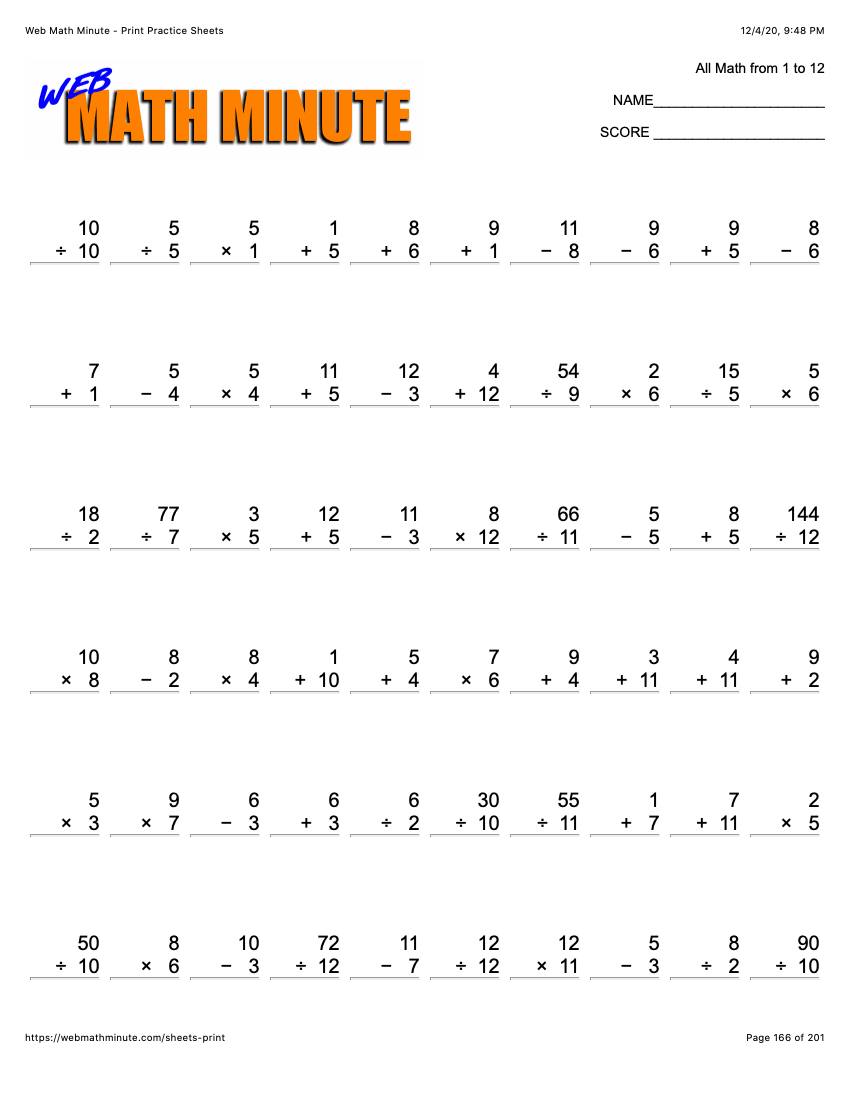 Web Math Minute - Print Practice Sheets 12/4/20, 9:48 PM
WEB
MATH MINUTE
All Math from 1 to 12
NAME______________________
SCORE ______________________
10 5 5 1 8 9 11 9 9 8
÷ 10 ÷ 5 × 1 + 5 + 6 + 1 − 8 − 6 + 5 − 6
7 5 5 11 12 4 54 2 15 5
+ 1 − 4 × 4 + 5 − 3 + 12 ÷ 9 × 6 ÷ 5 × 6
18 77 3 12 11 8 66 5 8 144
÷ 2 ÷ 7 × 5 + 5 − 3 × 12 ÷ 11 − 5 + 5 ÷ 12
10 8 8 1 5 7 9 3 4 9
× 8 − 2 × 4 + 10 + 4 × 6 + 4 + 11 + 11 + 2
5 9 6 6 6 30 55 1 7 2
× 3 × 7 − 3 + 3 ÷ 2 ÷ 10 ÷ 11 + 7 + 11 × 5
50 8 10 72 11 12 12 5 8 90
÷ 10 × 6 − 3 ÷ 12 − 7 ÷ 12 × 11 − 3 ÷ 2 ÷ 10
https://webmathminute.com/sheets-print Page 166 of 201